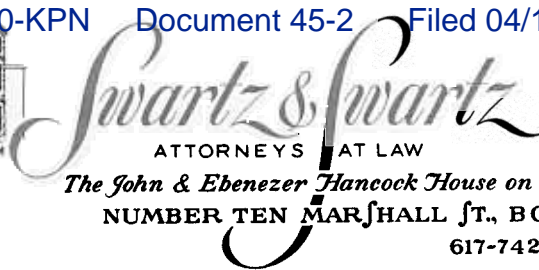 0-KPN Document 45-2 Filed 04/1
Swartz & Swartz
ATTORNEYS AT LAW
The John & Ebenezer Hancock House on
NUMBER TEN MARſHALL ſT., BO
617-742